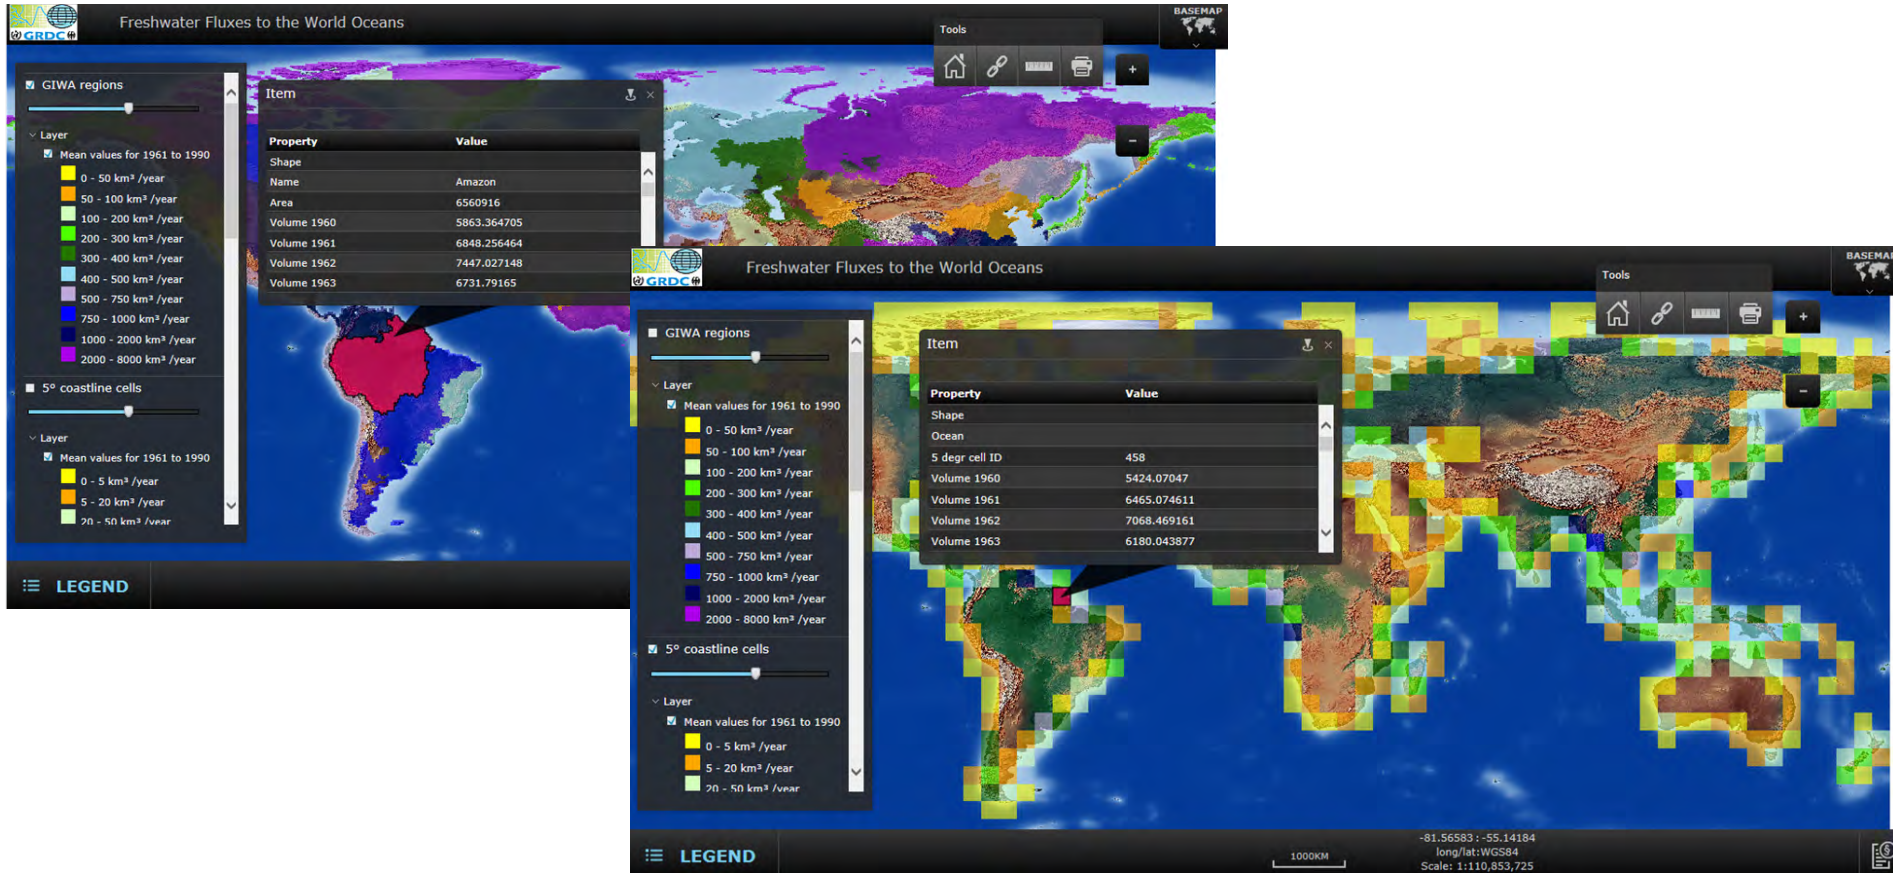 Freshwater Fluxes to the World Oceans
GRDC
BASEMAP
Tools
GIWA regions
Layer
Mean values for 1961 to 1990
0 - 50 km³ /year
50 - 100 km³ /year
100 - 200 km³ /year
200 - 300 km³ /year
300 - 400 km³ /year
400 - 500 km³ /year
500 - 750 km³ /year
750 - 1000 km³ /year
1000 - 2000 km³ /year
2000 - 8000 km³ /year
5° coastline cells
Layer
Mean values for 1961 to 1990
0 - 5 km³ /year
5 - 20 km³ /year
20 - 50 km³ /year
LEGEND
Item
Property Value
Shape
Name Amazon
Area 6560916
Volume 1960 5863.364705
Volume 1961 6848.256464
Volume 1962 7447.027148
Volume 1963 6731.79165
+
-
GRDC
Freshwater Fluxes to the World Oceans
BASEMAP
Tools
GIWA regions
Layer
Mean values for 1961 to 1990
0 - 50 km³ /year
50 - 100 km³ /year
100 - 200 km³ /year
200 - 300 km³ /year
300 - 400 km³ /year
400 - 500 km³ /year
500 - 750 km³ /year
750 - 1000 km³ /year
1000 - 2000 km³ /year
2000 - 8000 km³ /year
5° coastline cells
Layer
Mean values for 1961 to 1990
0 - 5 km³ /year
5 - 20 km³ /year
20 - 50 km³ /year
Item
Property Value
Shape
Ocean
5 degr cell ID 458
Volume 1960 5424.07047
Volume 1961 6465.074611
Volume 1962 7068.469161
Volume 1963 6180.043877
+
-
LEGEND
1000KM
-81.56583 : -55.14184
long/lat:WGS84
Scale: 1:110,853,725